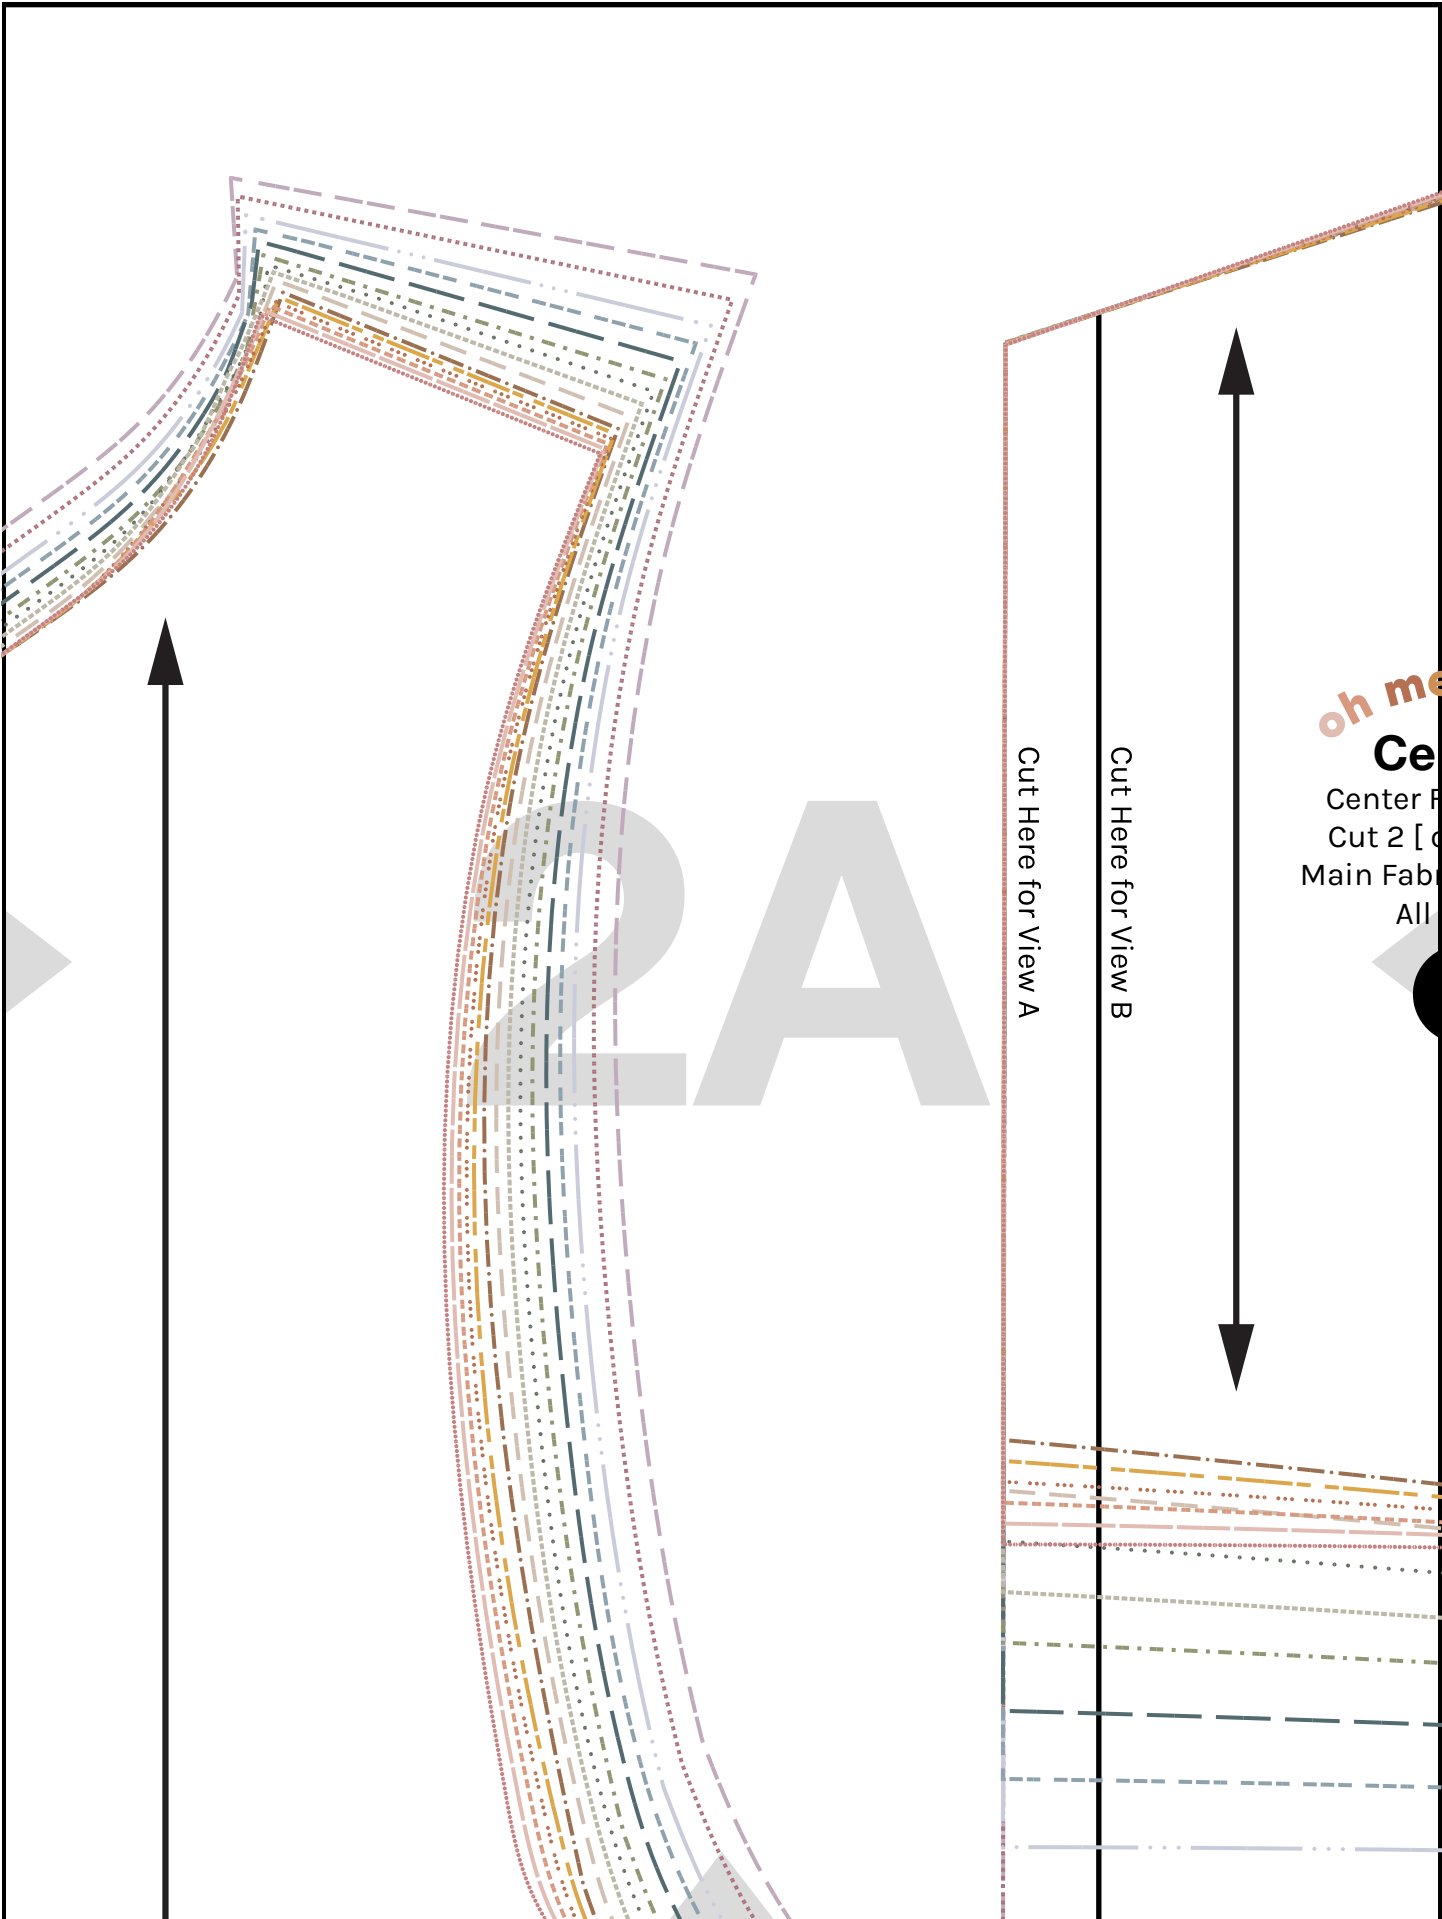 oh me
Ce
Center F
Cut 2 [ c
Main Fabr
All
Cut Here for View A
Cut Here for View B
2A